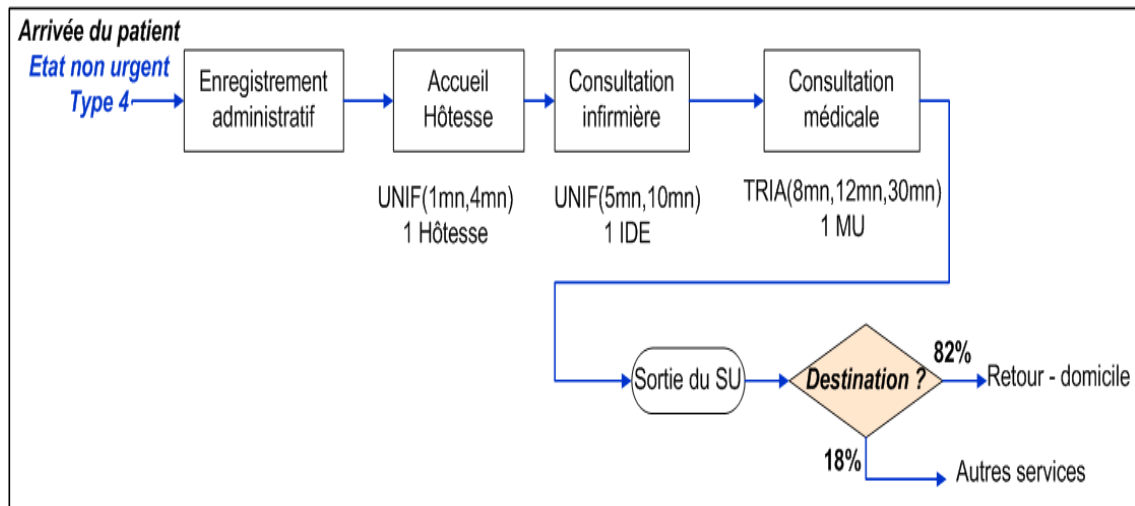 Arrivée du patient
Etat non urgent
Type 4
Enregistrement
administratif
Accueil
Hôtesse
Consultation
infirmière
Consultation
médicale
UNIF(1mn,4mn)
1 Hôtesse
UNIF(5mn,10mn)
1 IDE
TRIA(8mn,12mn,30mn)
1 MU
Sortie du SU
Destination ?
82%
Retour - domicile
18%
Autres services